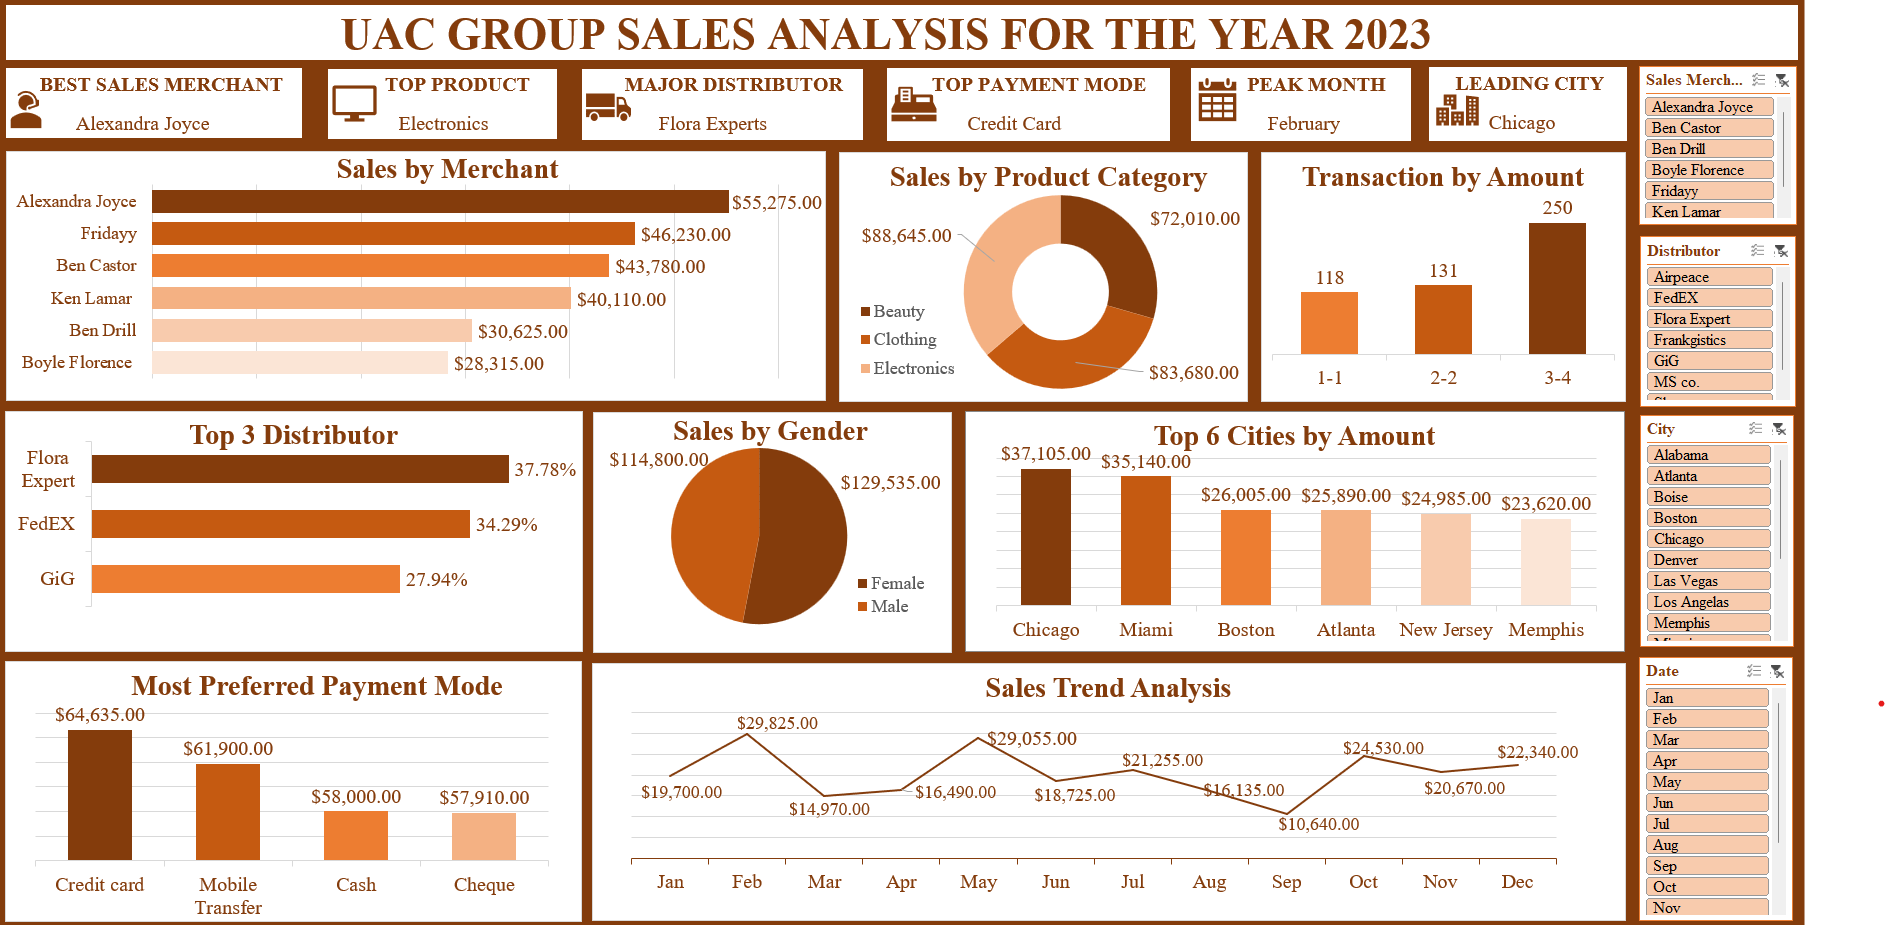 UAC GROUP SALES ANALYSIS FOR THE YEAR 2023
BEST SALES MERCHANT
Alexandra Joyce
TOP PRODUCT
Electronics
MAJOR DISTRIBUTOR
Flora Experts
TOP PAYMENT MODE
Credit Card
PEAK MONTH
February
LEADING CITY
Chicago
Sales by Merchant
Alexandra Joyce
$55,275.00
Fridayy
$46,230.00
Ben Castor
$43,780.00
Ken Lamar
$40,110.00
Ben Drill
$30,625.00
Boyle Florence
$28,315.00
Sales by Product Category
$72,010.00
$88,645.00
$83,680.00
Beauty
Clothing
Electronics
Transaction by Amount
118
131
250
1-1
2-2
3-4
Top 3 Distributor
Flora
Expert
37.78%
FedEX
34.29%
GiG
27.94%
Sales by Gender
$114,800.00
$129,535.00
Female
Male
Top 6 Cities by Amount
$37,105.00
$35,140.00
$26,005.00
$25,890.00
$24,985.00
$23,620.00
Chicago
Miami
Boston
Atlanta
New Jersey
Memphis
Most Preferred Payment Mode
$64,635.00
$61,900.00
$58,000.00
$57,910.00
Credit card
Mobile
Transfer
Cash
Cheque
Sales Trend Analysis
$19,700.00
$29,825.00
$14,970.00
$16,490.00
$29,055.00
$18,725.00
$21,255.00
$16,135.00
$10,640.00
$24,530.00
$20,670.00
$22,340.00
Jan
Feb
Mar
Apr
May
Jun
Jul
Aug
Sep
Oct
Nov
Dec
Sales Merch...
Alexandra Joyce
Ben Castor
Ben Drill
Boyle Florence
Fridayy
Ken Lamar
Distributor
Airpeace
FedEX
Flora Expert
Frankgistics
GiG
MS co.
City
Alabama
Atlanta
Boise
Boston
Chicago
Denver
Las Vegas
Los Angelas
Memphis
Date
Jan
Feb
Mar
Apr
May
Jun
Jul
Aug
Sep
Oct
Nov